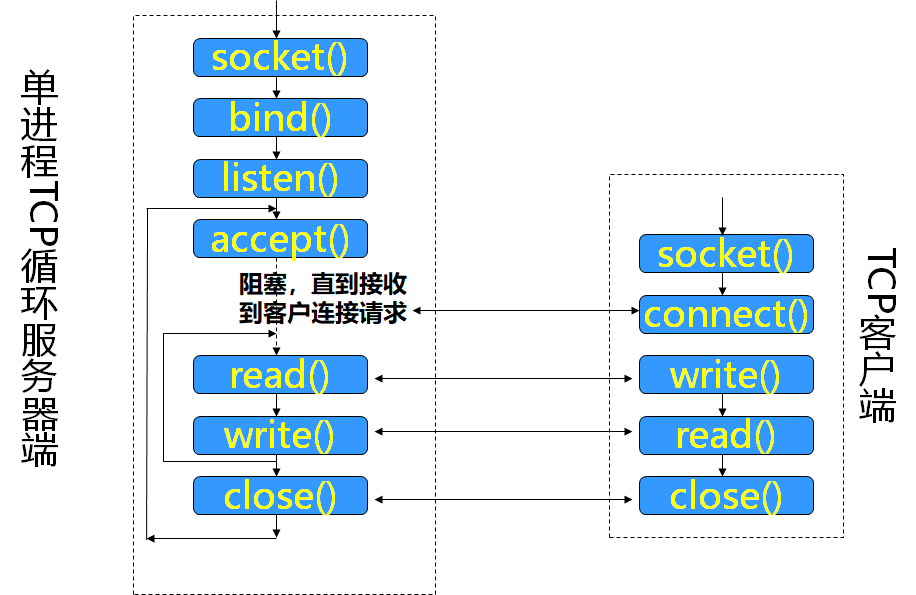 单进程TCP循环服务器端
socket()
bind()
listen()
accept()
阻塞，直到接收
到客户连接请求
read()
write()
close()
socket()
connect()
write()
read()
close()
TCP客户端